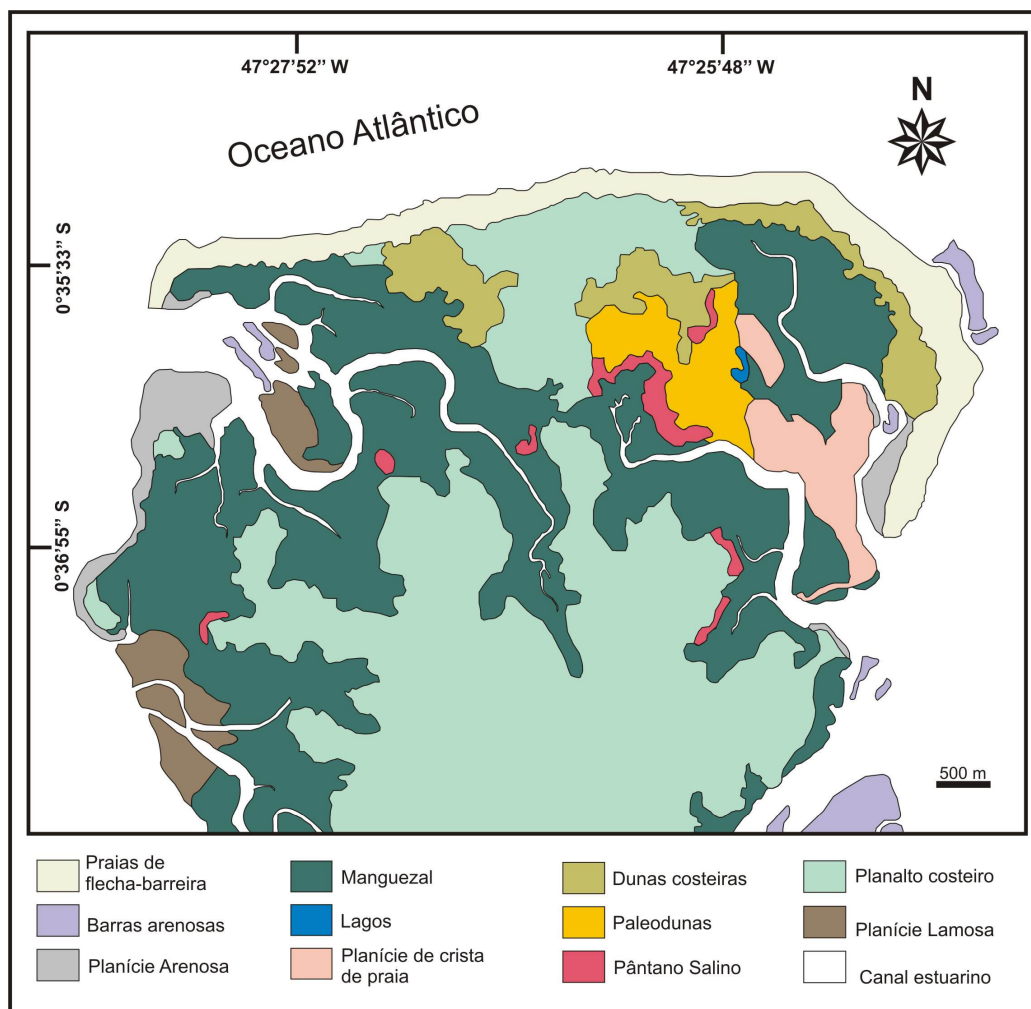 47°27’52” W
47°25’48” W
N
Oceano Atlântico
0°35’33” S
0°36’55” S
500 m
Praias de
flecha-barreira
Manguezal
Dunas costeiras
Planalto costeiro
Barras arenosas
Lagos
Paleodunas
Planície Lamosa
Planície Arenosa
Planície de crista
de praia
Pântano Salino
Canal estuarino